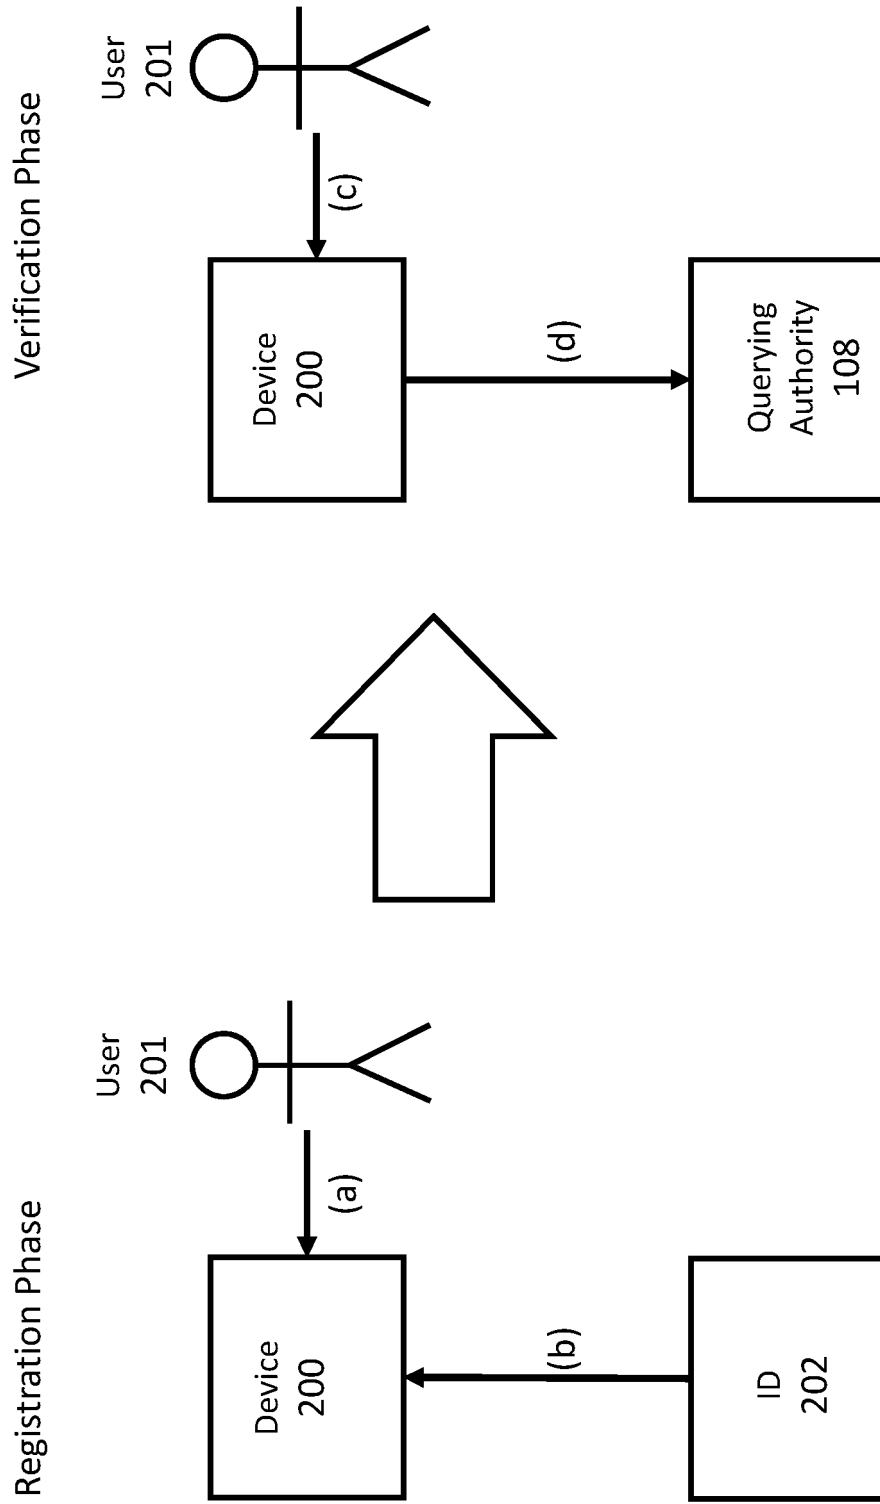 Registration Phase
User
201
Device
200
(a)
(b)
ID
202
Verification Phase
User
201
Device
200
(c)
(d)
Querying
Authority
108